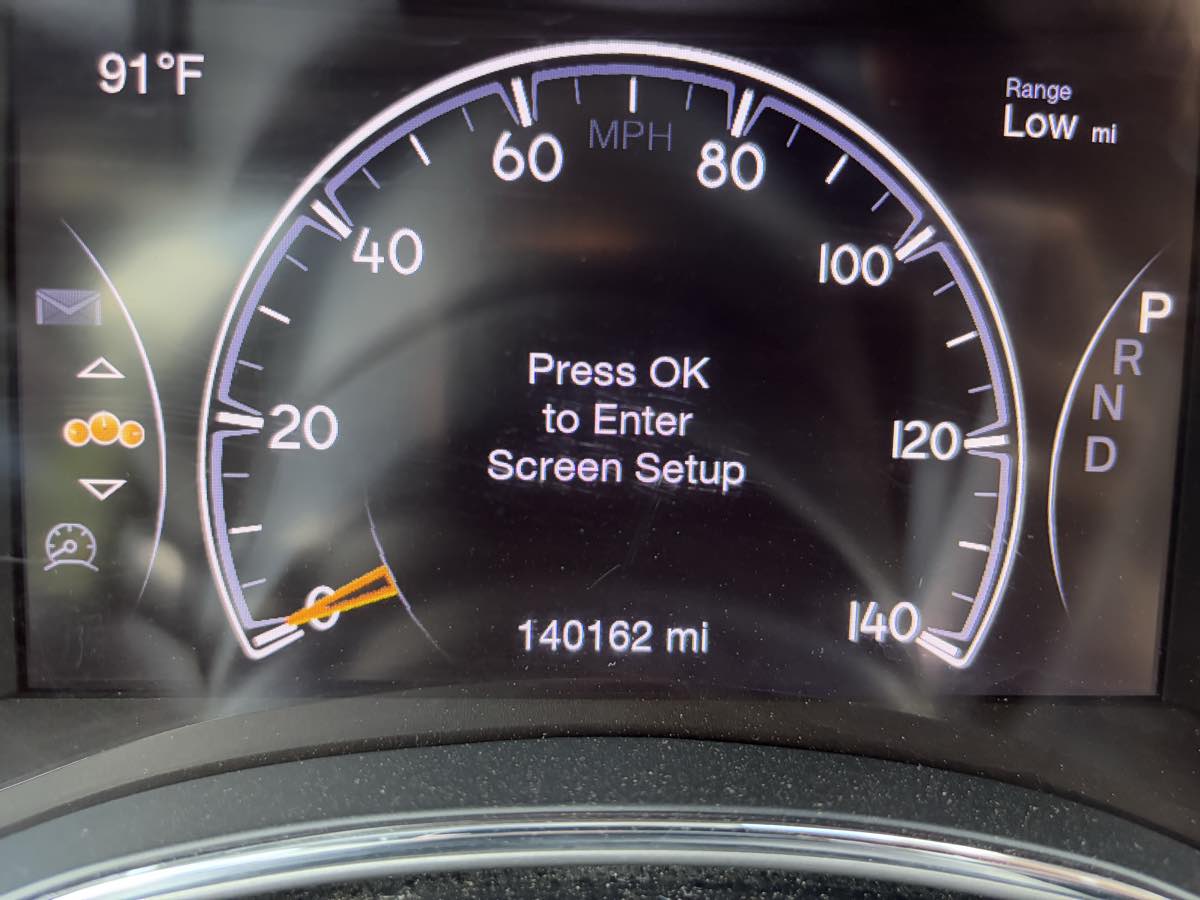 91°F
Range
Low mi
MPH
0
20
40
60
80
100
120
140
Press OK
to Enter
Screen Setup
140162 mi
P
R
N
D